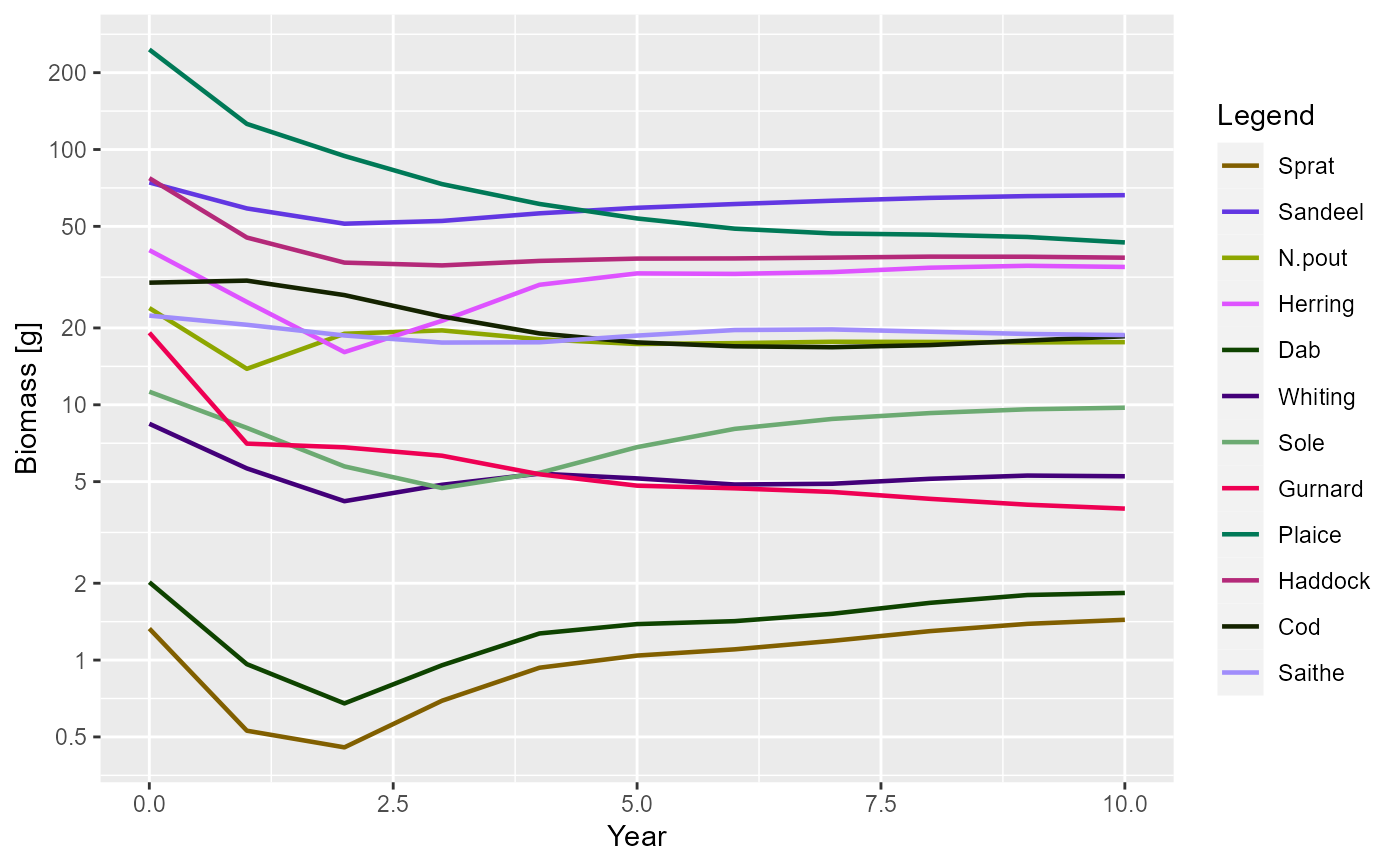 200
100
50
20
10
5
2
1
0.5
Biomass [g]
0.0
2.5
5.0
7.5
10.0
Year
Legend
Sprat
Sandeel
N.pout
Herring
Dab
Whiting
Sole
Gurnard
Plaice
Haddock
Cod
Saithe